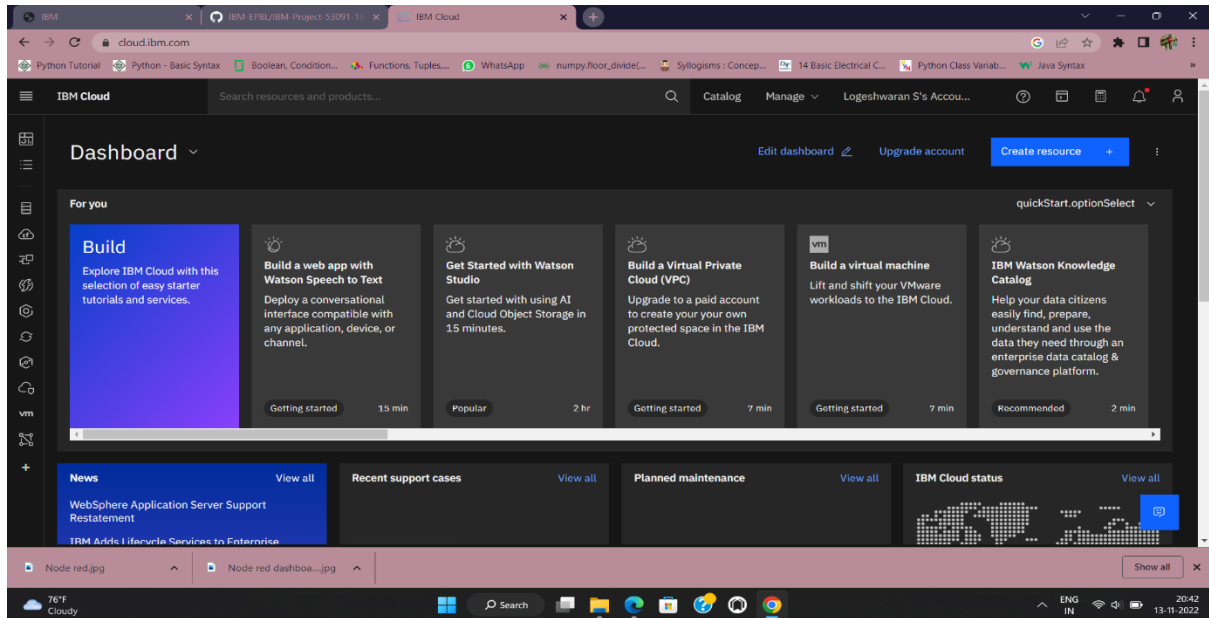 IBM
IBM-EPBL/IBM-Project-53091-1
IBM Cloud
cloud.ibm.com
Python Tutorial
Python - Basic Syntax
Boolean, Condition...
Functions, Tuples,...
WhatsApp
numpy.floor_divide(...
Syllogisms : Concep...
14 Basic Electrical C...
Python Class Variab...
Java Syntax
»
IBM Cloud
Search resources and products...
Catalog
Manage
Logeshwaran S's Accou...
Dashboard
Edit dashboard
Upgrade account
Create resource +
For you
quickStart.optionSelect
Build
Explore IBM Cloud with this
selection of easy starter
tutorials and services.
Build a web app with
Watson Speech to Text
Deploy a conversational
interface compatible with
any application, device, or
channel.
Getting started 15 min
Get Started with Watson
Studio
Get started with using AI
and Cloud Object Storage in
15 minutes.
Popular 2 hr
Build a Virtual Private
Cloud (VPC)
Upgrade to a paid account
to create your your own
protected space in the IBM
Cloud.
Getting started 7 min
vm
Build a virtual machine
Lift and shift your VMware
workloads to the IBM Cloud.
Getting started 7 min
IBM Watson Knowledge
Catalog
Help your data citizens
easily find, prepare,
understand and use the
data they need through an
enterprise data catalog &
governance platform.
Recommended 2 min
vm
News View all
WebSphere Application Server Support
Restatement
IBM Adds Lifecycle Services to Enterprise
Recent support cases View all
Planned maintenance View all
IBM Cloud status View all
Node red.jpg
Node red dashboa....jpg
Show all
76°F
Cloudy
Search
ENG
IN
20:42
13-11-2022